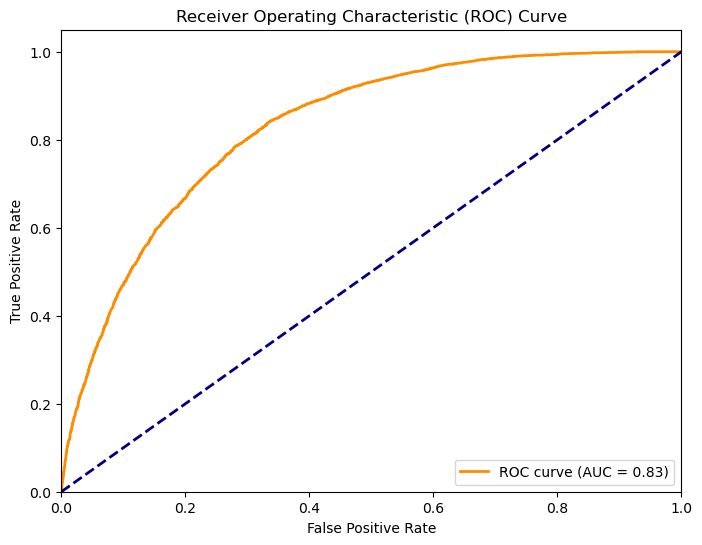 Receiver Operating Characteristic (ROC) Curve
1.0
0.8
0.6
0.4
0.2
0.0
True Positive Rate
0.0 0.2 0.4 0.6 0.8 1.0
False Positive Rate
ROC curve (AUC = 0.83)